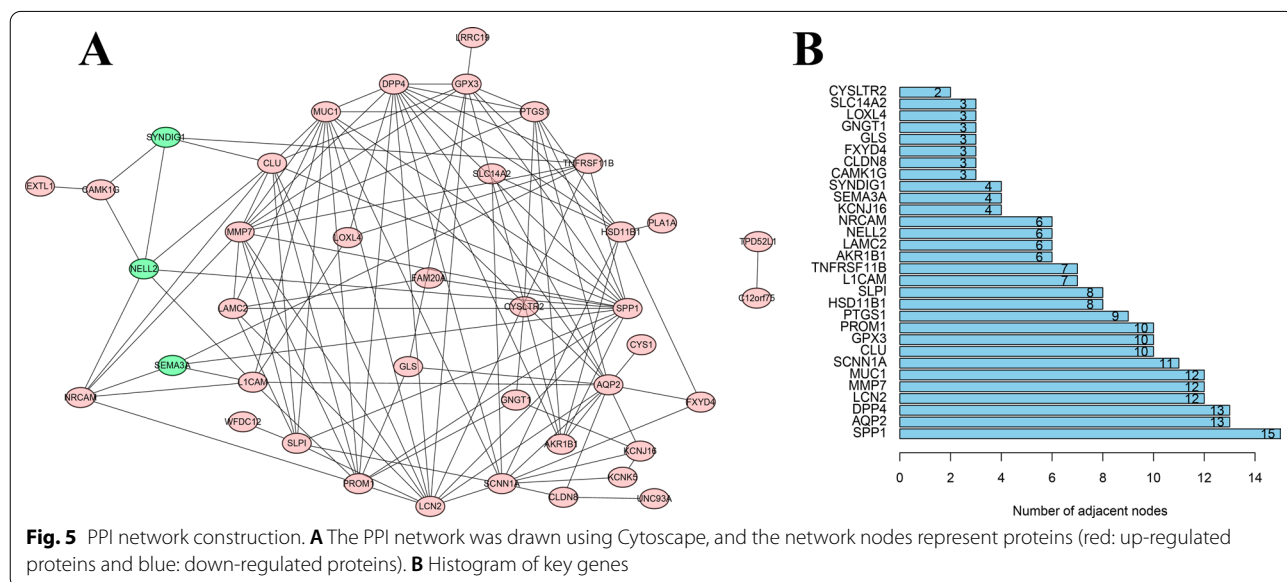 A
B
LRRC19
DPP4
GPX3
MUC1
PTGS1
SYNDIG1
CLU
TNFRSF11B
SLC14A2
EXTL1
CAMK1G
PLA1A
MMP7
LOXL4
HSD11B1
TPD52L1
NELL2
FAM20A
LAMC2
CYSLTR2
SPP1
C12orf75
CYS1
SEMA3A
GLS
L1CAM
AQP2
NRCAM
GNGT1
FXYD4
WFDC12
SLPI
AKR1B1
KCNJ16
PROM1
SCNN1A
KCNK5
LCN2
CLDN8
UNC93A
CYSLTR2 2
SLC14A2 3
LOXL4 3
GNGT1 3
GLS 3
FXYD4 3
CLDN8 3
CAMK1G 3
SYNDIG1 4
SEMA3A 4
KCNJ16 4
NRCAM 6
NELL2 6
LAMC2 6
AKR1B1 6
TNFRSF11B 7
L1CAM 7
SLPI 8
HSD11B1 8
PTGS1 9
PROM1 10
GPX3 10
CLU 10
SCNN1A 11
MUC1 12
MMP7 12
LCN2 12
DPP4 13
AQP2 13
SPP1 15
0 2 4 6 8 10 12 14
Number of adjacent nodes
Fig. 5 PPI network construction. A The PPI network was drawn using Cytoscape, and the network nodes represent proteins (red: up-regulated
proteins and blue: down-regulated proteins). B Histogram of key genes